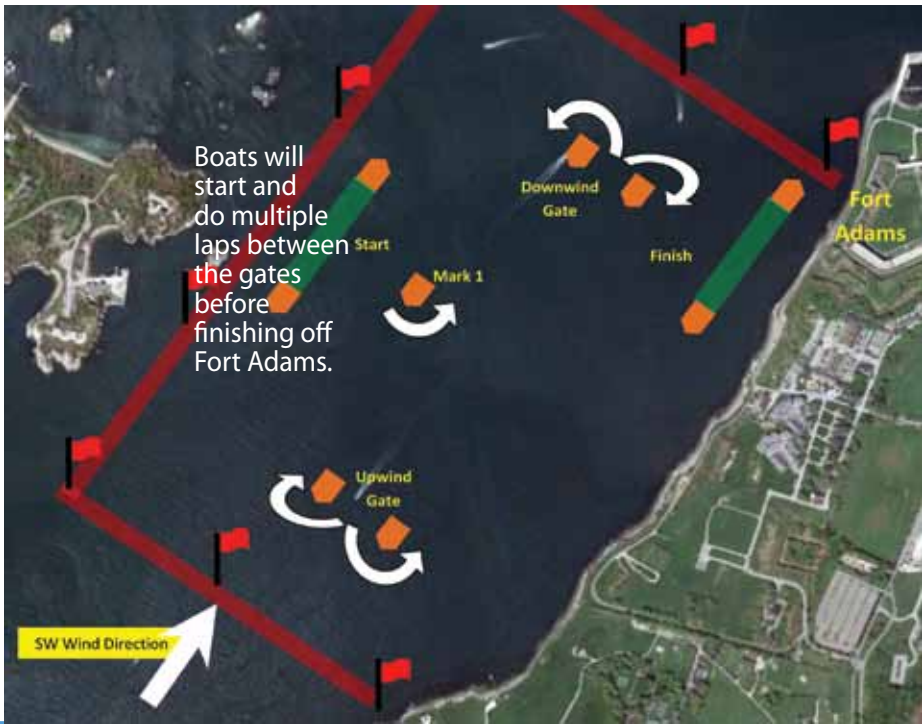 Boats will
start and
do multiple
laps between
the gates
before
finishing off
Fort Adams.
Start
Mark 1
Downwind
Gate
Finish
Fort
Adams
Upwind
Gate
SW Wind Direction